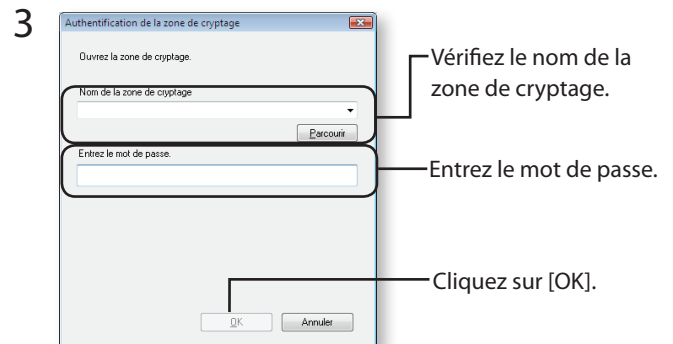 3
Authentification de la zone de cryptage
Ouvrez la zone de cryptage.
Nom de la zone de cryptage
Parcourir
Entrez le mot de passe.
OK
Annuler
Vérifiez le nom de la
zone de cryptage.
Entrez le mot de passe.
Cliquez sur [OK].